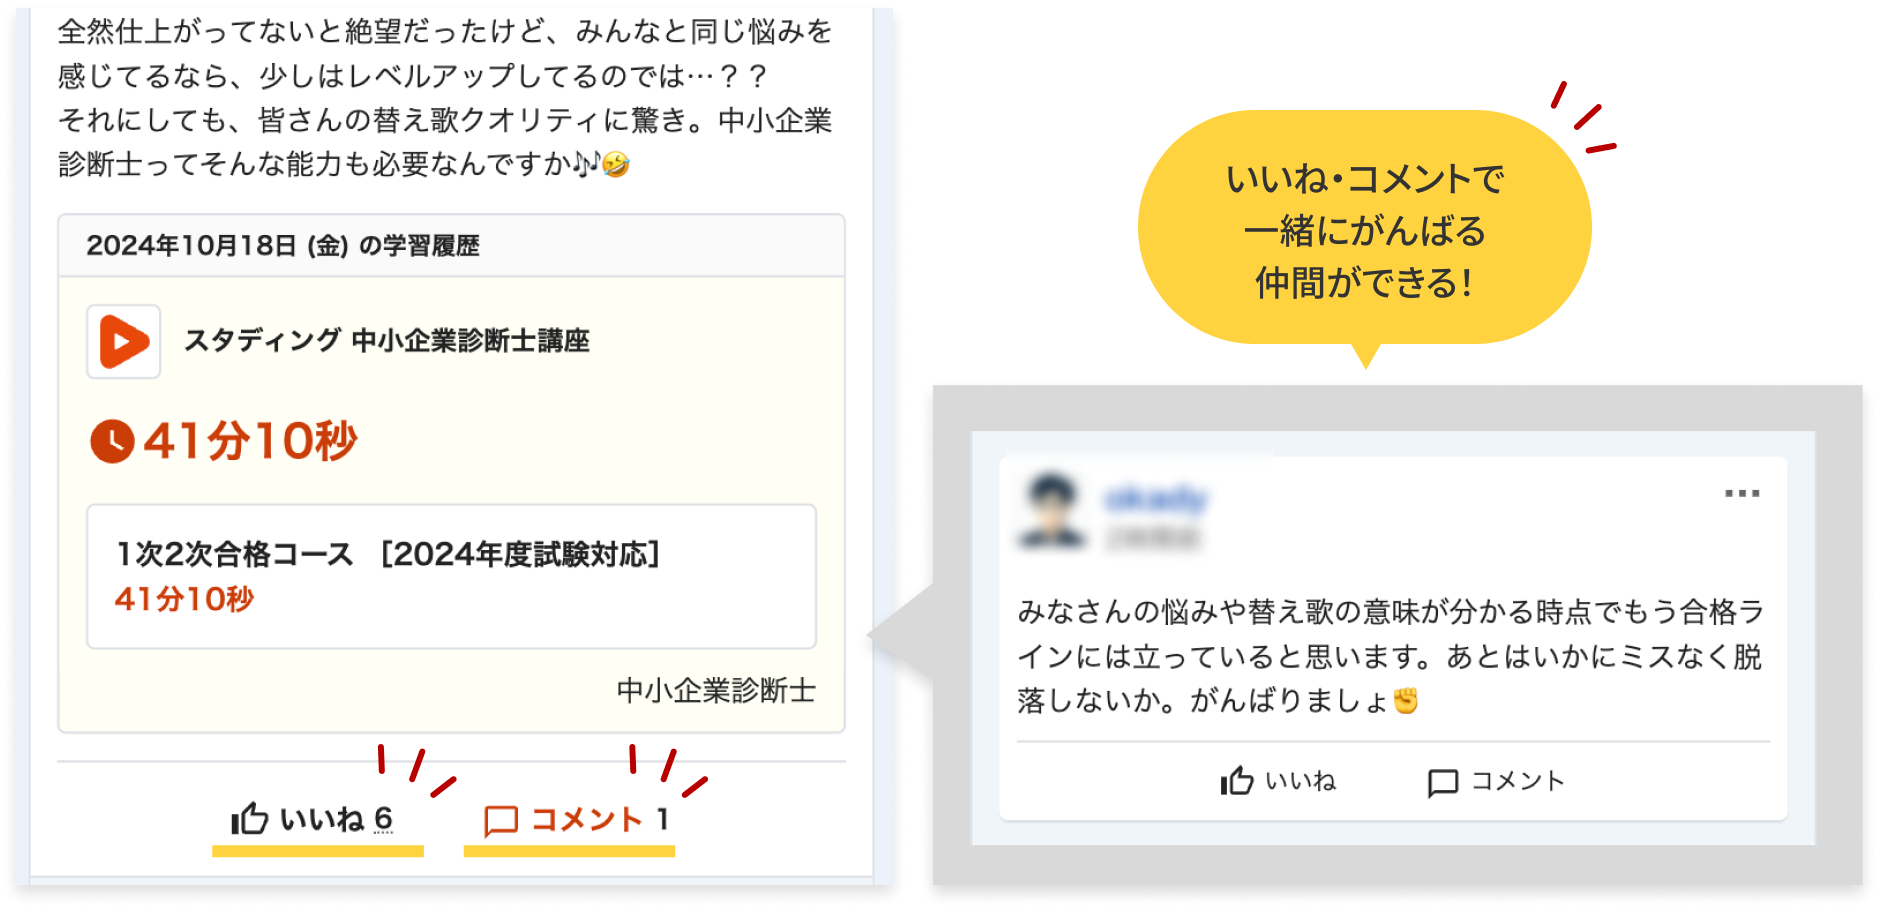 全然仕上がってないと絶望だったけど、みんなと同じ悩みを
感じてるなら、少しはレベルアップしてるのでは…？？
それにしても、皆さんの替え歌クオリティに驚き。中小企業
診断士ってそんな能力も必要なんですか🎶🤣
2024年10月18日 (金) の学習履歴
スタディング 中小企業診断士講座
41分10秒
1次2次合格コース ［2024年度試験対応］
41分10秒
中小企業診断士
いいね 6
コメント 1
いいね・コメントで
一緒にがんばる
仲間ができる！
みなさんの悩みや替え歌の意味が分かる時点でもう合格ラ
インには立っていると思います。あとはいかにミスなく脱
落しないか。がんばりましょ✊
いいね
コメント